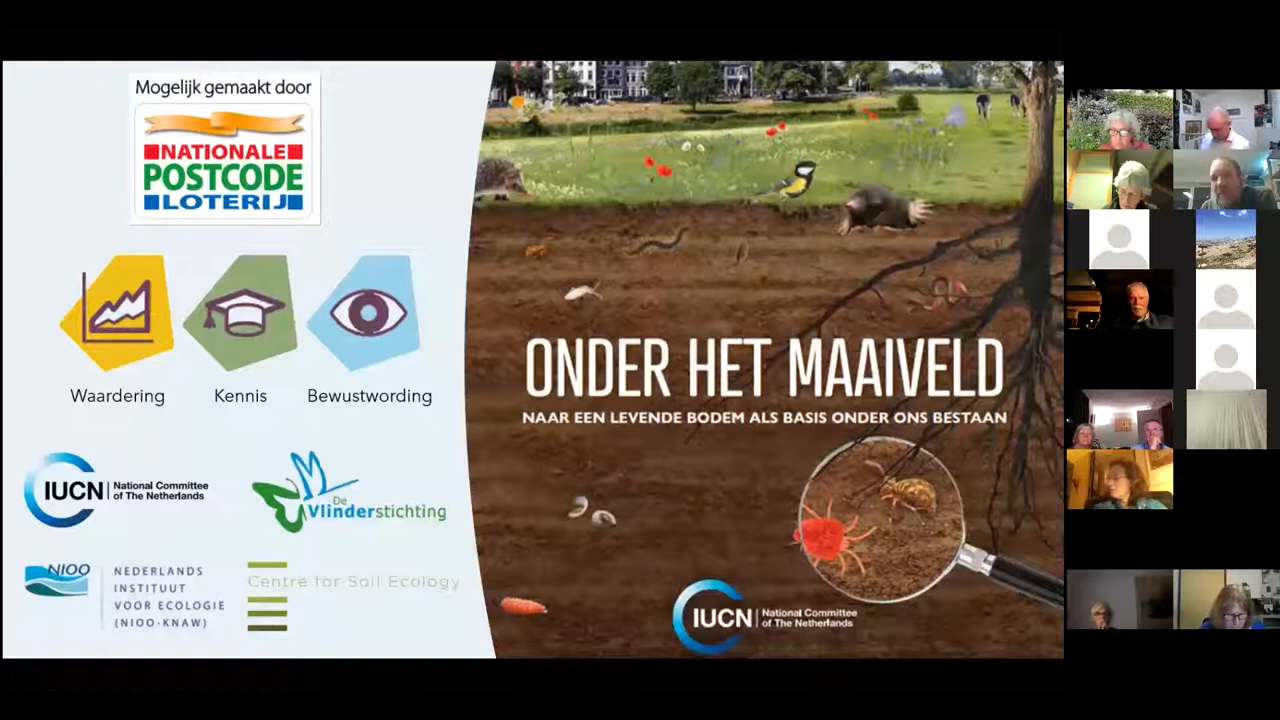 Mogelijk gemaakt door
NATIONALE
POSTCODE
LOTERIJ
Waardering
Kennis
Bewustwording
IUCN
National Committee
of The Netherlands
De
Vlinderstichting
NIOO
NEDERLANDS
INSTITUUT
VOOR ECOLOGIE
(NIOO-KNAW)
Centre for Soil Ecology
ONDER HET MAAIVELD
NAAR EEN LEVENDE BODEM ALS BASIS ONDER ONS BESTAAN
IUCN
National Committee
of The Netherlands